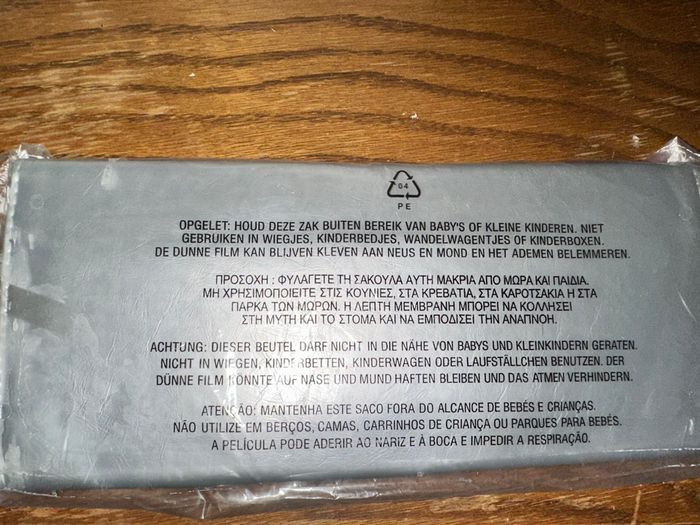 04
PE
OPGELET: HOUD DEZE ZAK BUITEN BEREIK VAN BABY'S OF KLEINE KINDEREN. NIET
GEBRUIKEN IN WIEGJES, KINDERBEDJES, WANDELWAGENTJES OF KINDERBOXEN.
DE DUNNE FILM KAN BLIJVEN KLEVEN AAN NEUS EN MOND EN HET ADEMEN BELEMMEREN.
ΠΡΟΣΟΧΗ : ΦΥΛΑΓΕΤΕ ΤΗ ΣΑΚΟΥΛΑ ΑΥΤΗ ΜΑΚΡΙΑ ΑΠΟ ΜΩΡΑ ΚΑΙ ΠΑΙΔΙΑ.
ΜΗ ΧΡΗΣΙΜΟΠΟΙΕΙΤΕ ΣΤΙΣ ΚΟΥΝΙΕΣ, ΣΤΑ ΚΡΕΒΑΤΙΑ, ΣΤΑ ΚΑΡΟΤΣΑΚΙΑ Η ΣΤΑ
ΠΑΡΚΑ ΤΩΝ ΜΩΡΩΝ. Η ΛΕΠΤΗ ΜΕΜΒΡΑΝΗ ΜΠΟΡΕΙ ΝΑ ΚΟΛΛΗΣΕΙ
ΣΤΗ ΜΥΤΗ ΚΑΙ ΤΟ ΣΤΟΜΑ ΚΑΙ ΝΑ ΕΜΠΟΔΙΣΕΙ ΤΗΝ ΑΝΑΠΝΟΗ.
ACHTUNG: DIESER BEUTEL DARF NICHT IN DIE NÄHE VON BABYS UND KLEINKINDERN GERATEN.
NICHT IN WIEGEN, KINDERBETTEN, KINDERWAGEN ODER LAUFSTÄLLCHEN BENUTZEN. DER
DÜNNE FILM KÖNNTE AUF NASE UND MUND HAFTEN BLEIBEN UND DAS ATMEN VERHINDERN.
ATENÇÃO: MANTENHA ESTE SACO FORA DO ALCANCE DE BEBÉS E CRIANÇAS.
NÃO UTILIZE EM BERÇOS, CAMAS, CARRINHOS DE CRIANÇA OU PARQUES PARA BEBÉS.
A PELÍCULA PODE ADERIR AO NARIZ E À BOCA E IMPEDIR A RESPIRAÇÃO.